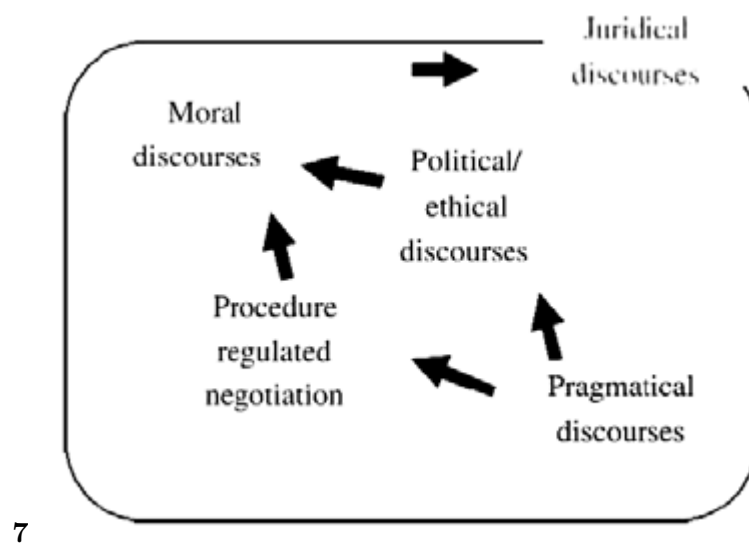 Juridical
discourses
Moral
discourses
Political/
ethical
discourses
Procedure
regulated
negotiation
Pragmatical
discourses
7